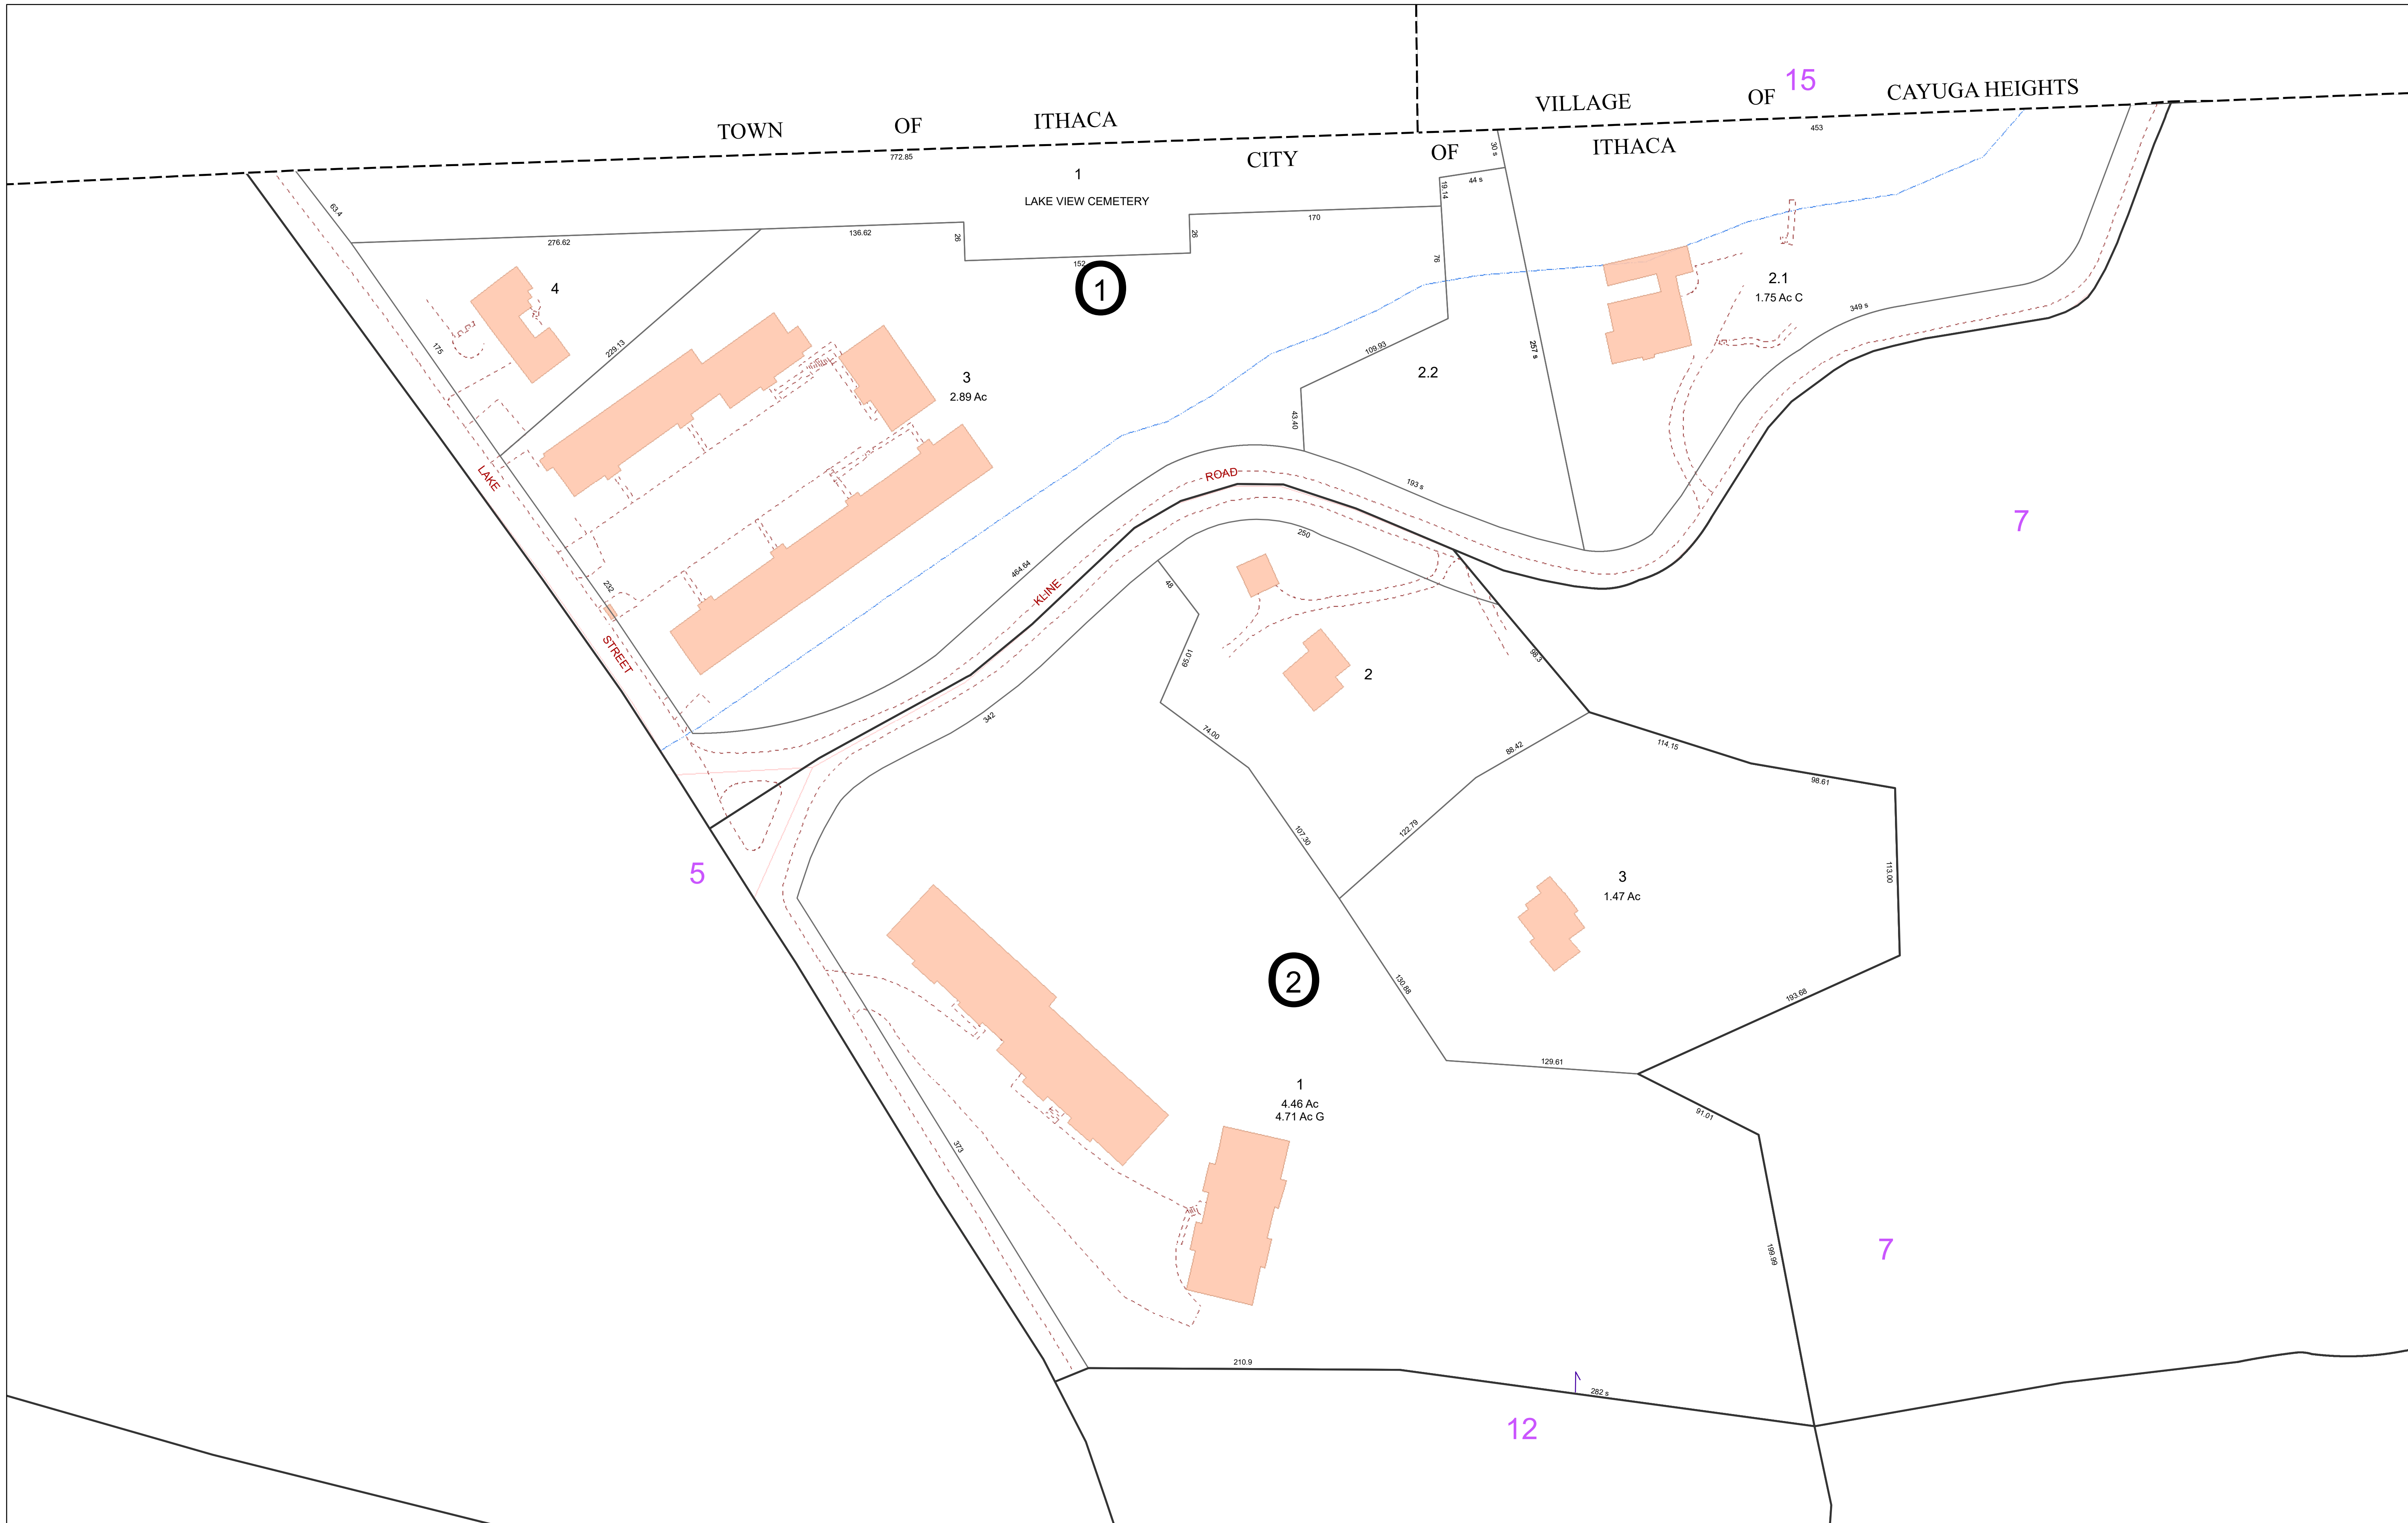 15
VILLAGE OF CAYUGA HEIGHTS
TOWN OF ITHACA
453
772.85
CITY OF ITHACA
30 s
1
44 s
19.14
LAKE VIEW CEMETERY
63.4
170
136.62
276.62
26
26
76
152
1
4
2.1
1.75 Ac C
349 s
175
229.13
109.93
257 s
2.2
3
2.89 Ac
43.40
LAKE
ROAD
193 s
7
250
464.64
48
232
KLINE
STREET
65.01
98.3
2
342
74.00
88.42
114.15
98.61
107.30
122.79
5
3
1.47 Ac
113.00
2
130.88
193.68
129.61
1
4.46 Ac
4.71 Ac G
91.01
373
199.99
7
210.9
282 s
12